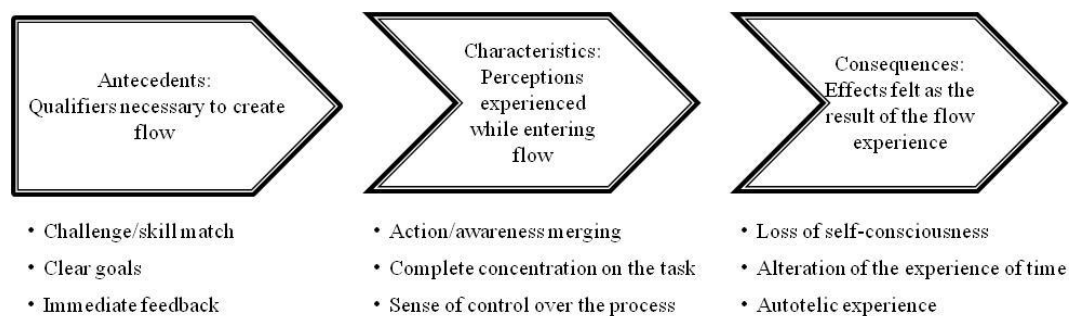 Antecedents:
Qualifiers necessary to create
flow
Characteristics:
Perceptions
experienced
while entering
flow
Consequences:
Effects felt as the
result of the flow
experience
• Challenge/skill match
• Clear goals
• Immediate feedback
• Action/awareness merging
• Complete concentration on the task
• Sense of control over the process
• Loss of self-consciousness
• Alteration of the experience of time
• Autotelic experience